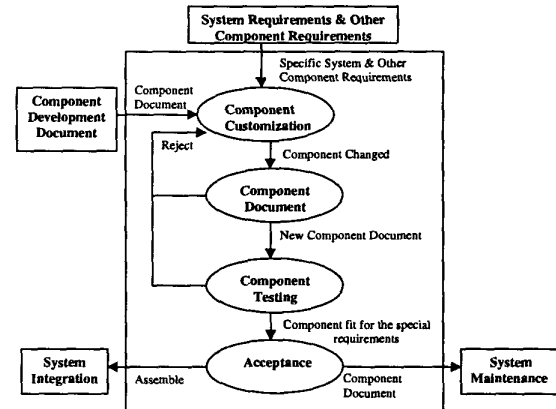 System Requirements & Other
Component Requirements
Specific System & Other
Component Requirements
Component
Document
Component
Development
Document
Component
Customization
Reject
Component Changed
Component
Document
New Component Document
Component
Testing
Component fit for the special
requirements
System
Integration
Acceptance
System
Maintenance
Assemble
Component
Document